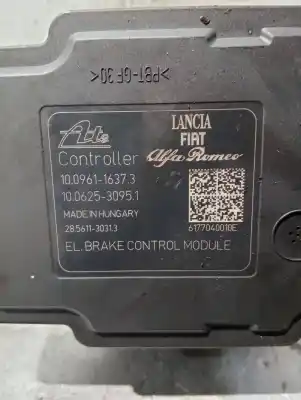 >PBT-GF30<
Ate
LANCIA
FIAT
Alfa Romeo
Controller
10.0961-1637.3
10.0625-3095.1
MADE IN HUNGARY
28.5611-3031.3
6177040010E
EL. BRAKE CONTROL MODULE